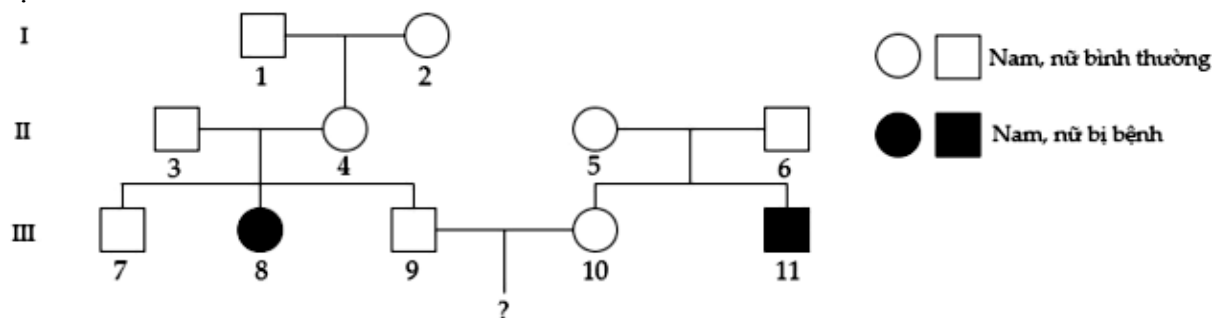 I
1
2
Nam, nữ bình thường
II
3
4
5
6
Nam, nữ bị bệnh
III
7
8
9
10
11
?